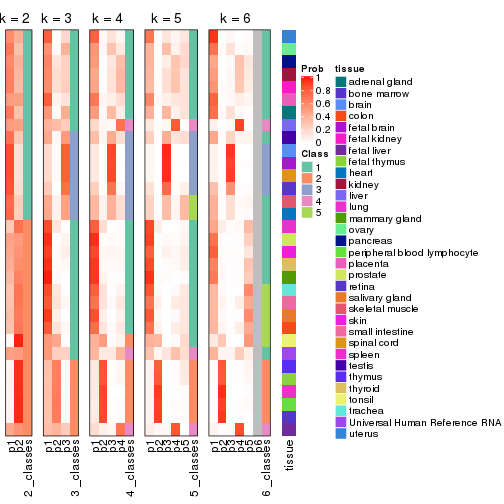 k = 2
k = 3
k = 4
k = 5
k = 6
Prob
1
0.8
0.6
0.4
0.2
0
Class
1
2
3
4
5
tissue
adrenal gland
bone marrow
brain
colon
fetal brain
fetal kidney
fetal liver
fetal thymus
heart
kidney
liver
lung
mammary gland
ovary
pancreas
peripheral blood lymphocyte
placenta
prostate
retina
salivary gland
skeletal muscle
skin
small intestine
spinal cord
spleen
testis
thymus
thyroid
tonsil
trachea
Universal Human Reference RNA
uterus
p1
p2
2_classes
p1
p2
p3
3_classes
p1
p2
p3
p4
4_classes
p1
p2
p3
p4
p5
5_classes
p1
p2
p3
p4
p5
p6
6_classes
tissue